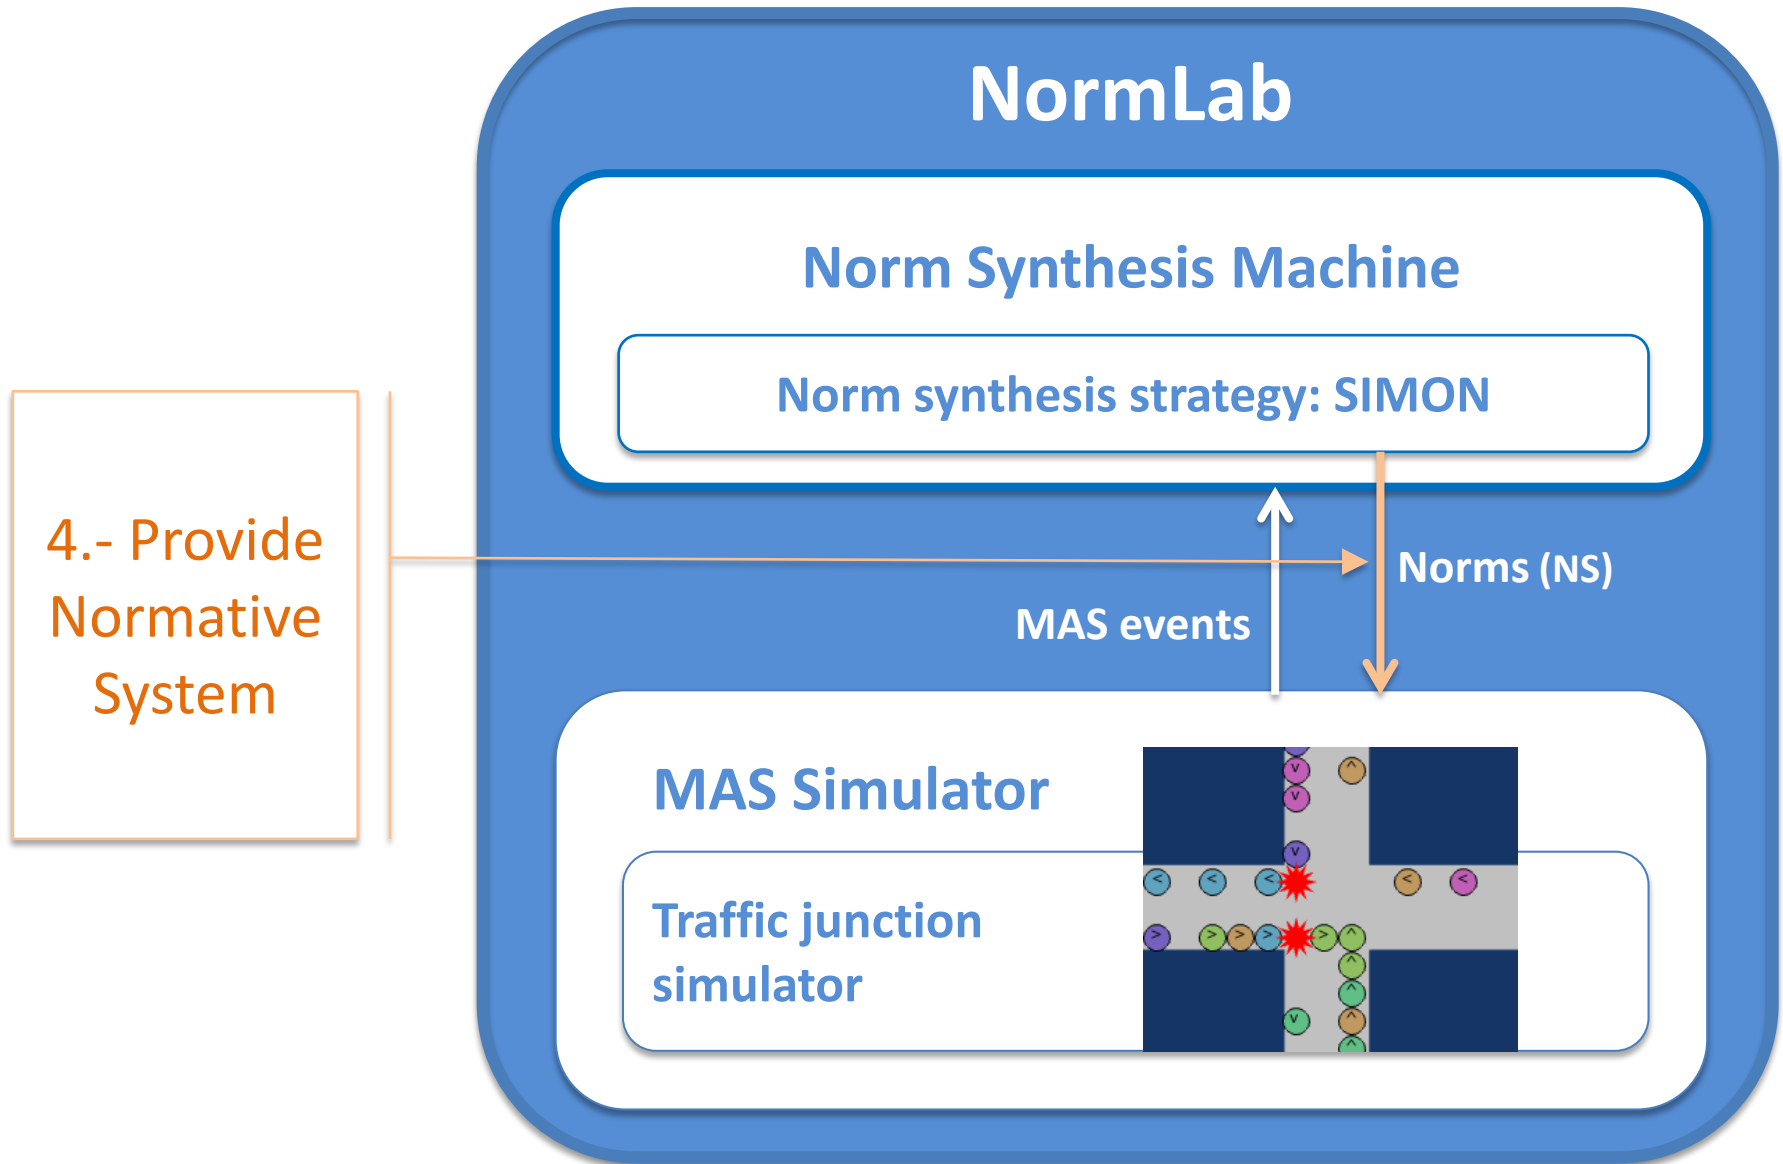 NormLab
Norm Synthesis Machine
Norm synthesis strategy: SIMON
4.- Provide
Normative
System
Norms (NS)
MAS events
MAS Simulator
Traffic junction
simulator